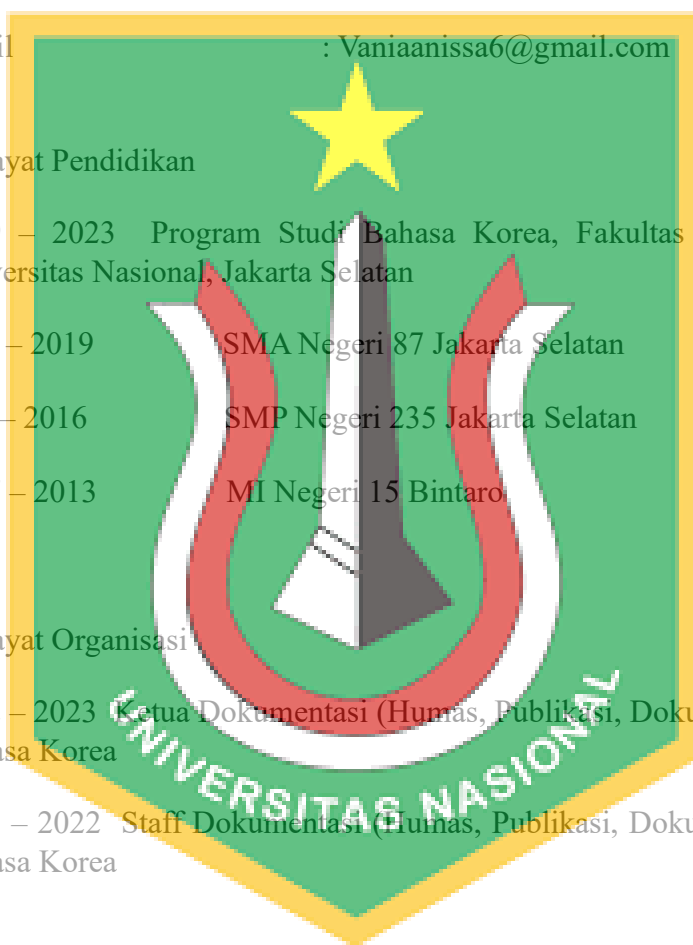 il : Vaniaanissa6@gmail.com
ayat Pendidikan
– 2023 Program Studi Bahasa Korea, Fakultas
versitas Nasional, Jakarta Selatan
– 2019 SMA Negeri 87 Jakarta Selatan
– 2016 SMP Negeri 235 Jakarta Selatan
– 2013 MI Negeri 15 Bintaro
ayat Organisasi
– 2023 Ketua Dokumentasi (Humas, Publikasi, Doku
asa Korea
– 2022 Staff Dokumentasi (Humas, Publikasi, Doku
asa Korea
UNIVERSITAS NASIONAL